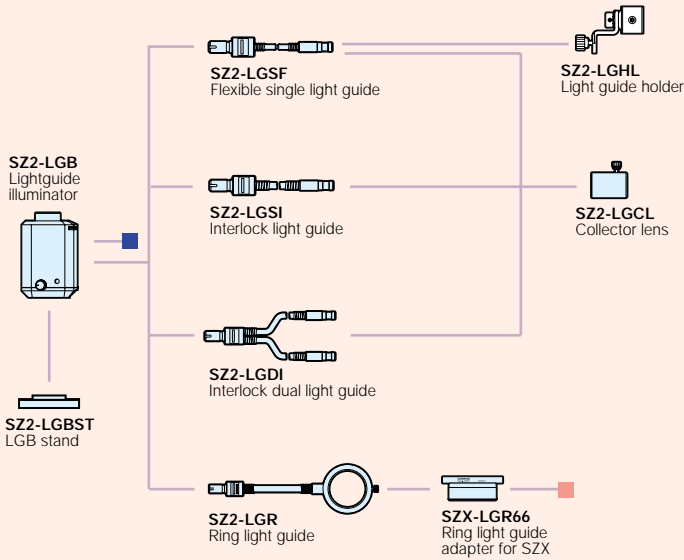 SZ2-LGSF
Flexible single light guide
SZ2-LGHL
Light guide holder
SZ2-LGB
Lightguide
illuminator
SZ2-LGSI
Interlock light guide
SZ2-LGCL
Collector lens
SZ2-LGDI
Interlock dual light guide
SZ2-LGBST
LGB stand
SZ2-LGR
Ring light guide
SZX-LGR66
Ring light guide
adapter for SZX